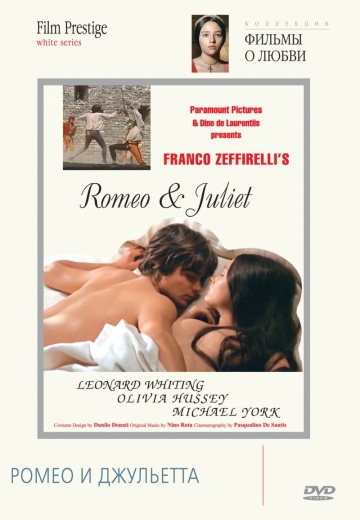 Film Prestige
white series
КОЛЛЕКЦИЯ
ФИЛЬМЫ
О ЛЮБВИ
Paramount Pictures
& Dino de Laurentiis
presents
FRANCO ZEFFIRELLI'S
Romeo & Juliet
LEONARD WHITING
OLIVIA HUSSEY
MICHAEL YORK
Costume Design by Danilo Donati Original Music by Nino Rota Cinematography by Pasqualino De Santis
РОМЕО И ДЖУЛЬЕТТА
DVD
VIDEO